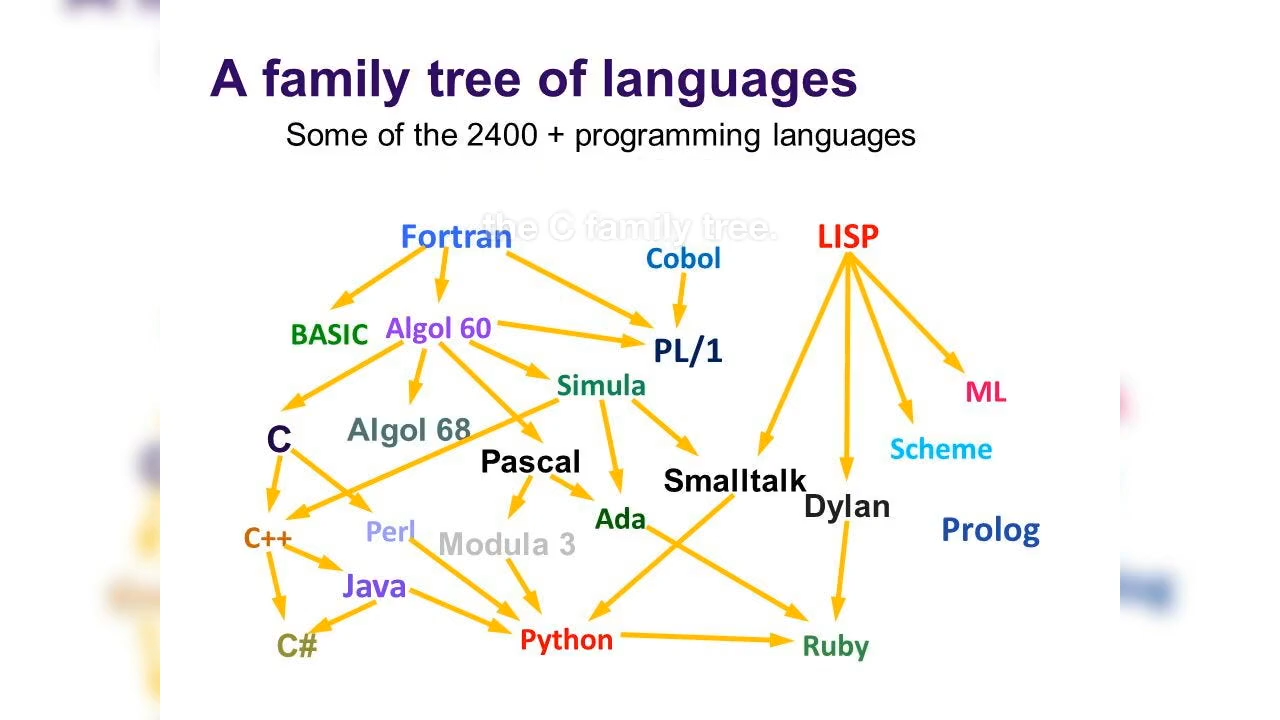 A family tree of languages
Some of the 2400 + programming languages
the C family tree.
Fortran
LISP
Cobol
BASIC
Algol 60
PL/1
Simula
ML
C
Algol 68
Scheme
Pascal
Smalltalk
Dylan
Ada
Prolog
C++
Perl
Modula 3
Java
Python
C#
Ruby